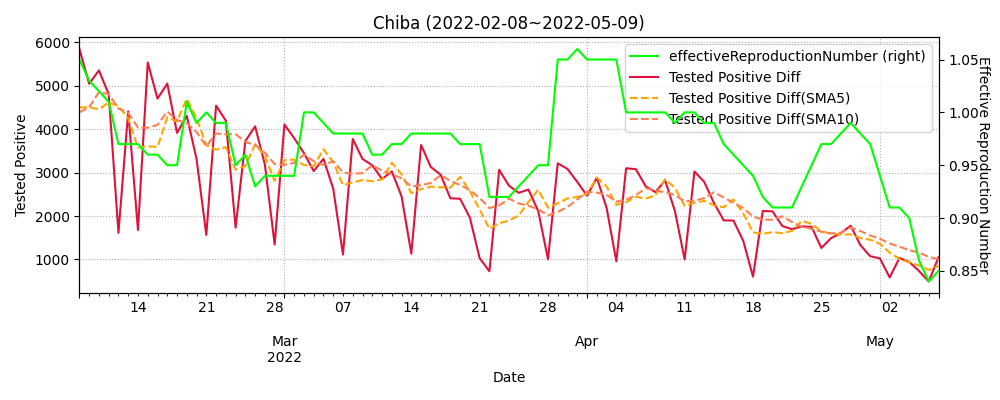 Chiba (2022-02-08~2022-05-09)
effectiveReproductionNumber (right)
Tested Positive Diff
Tested Positive Diff(SMA5)
Tested Positive Diff(SMA10)
Tested Positive
6000
5000
4000
3000
2000
1000
1.05
1.00
0.95
0.90
0.85
Effective Reproduction Number
14 21 28 07 14 21 28 04 11 18 25 02
Mar Apr May
2022
Date